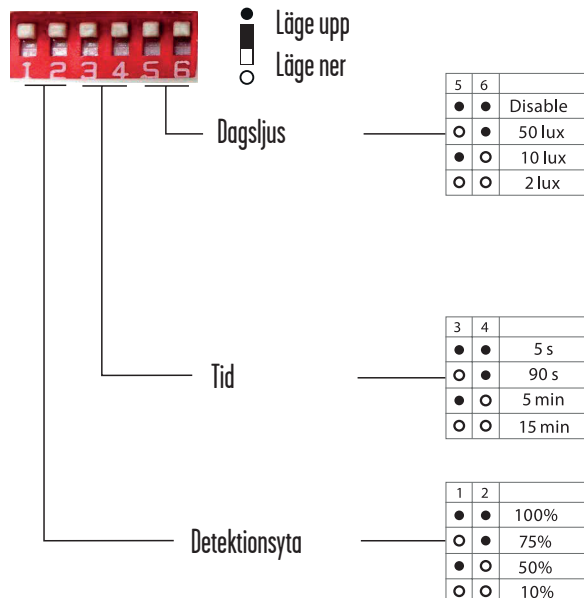 ● Läge upp
○ Läge ner
1 2 3 4 5 6
Dagsljus
5 6
● ● Disable
○ ● 50 lux
● ○ 10 lux
○ ○ 2 lux
Tid
3 4
● ● 5 s
○ ● 90 s
● ○ 5 min
○ ○ 15 min
Detektionsyta
1 2
● ● 100%
○ ● 75%
● ○ 50%
○ ○ 10%